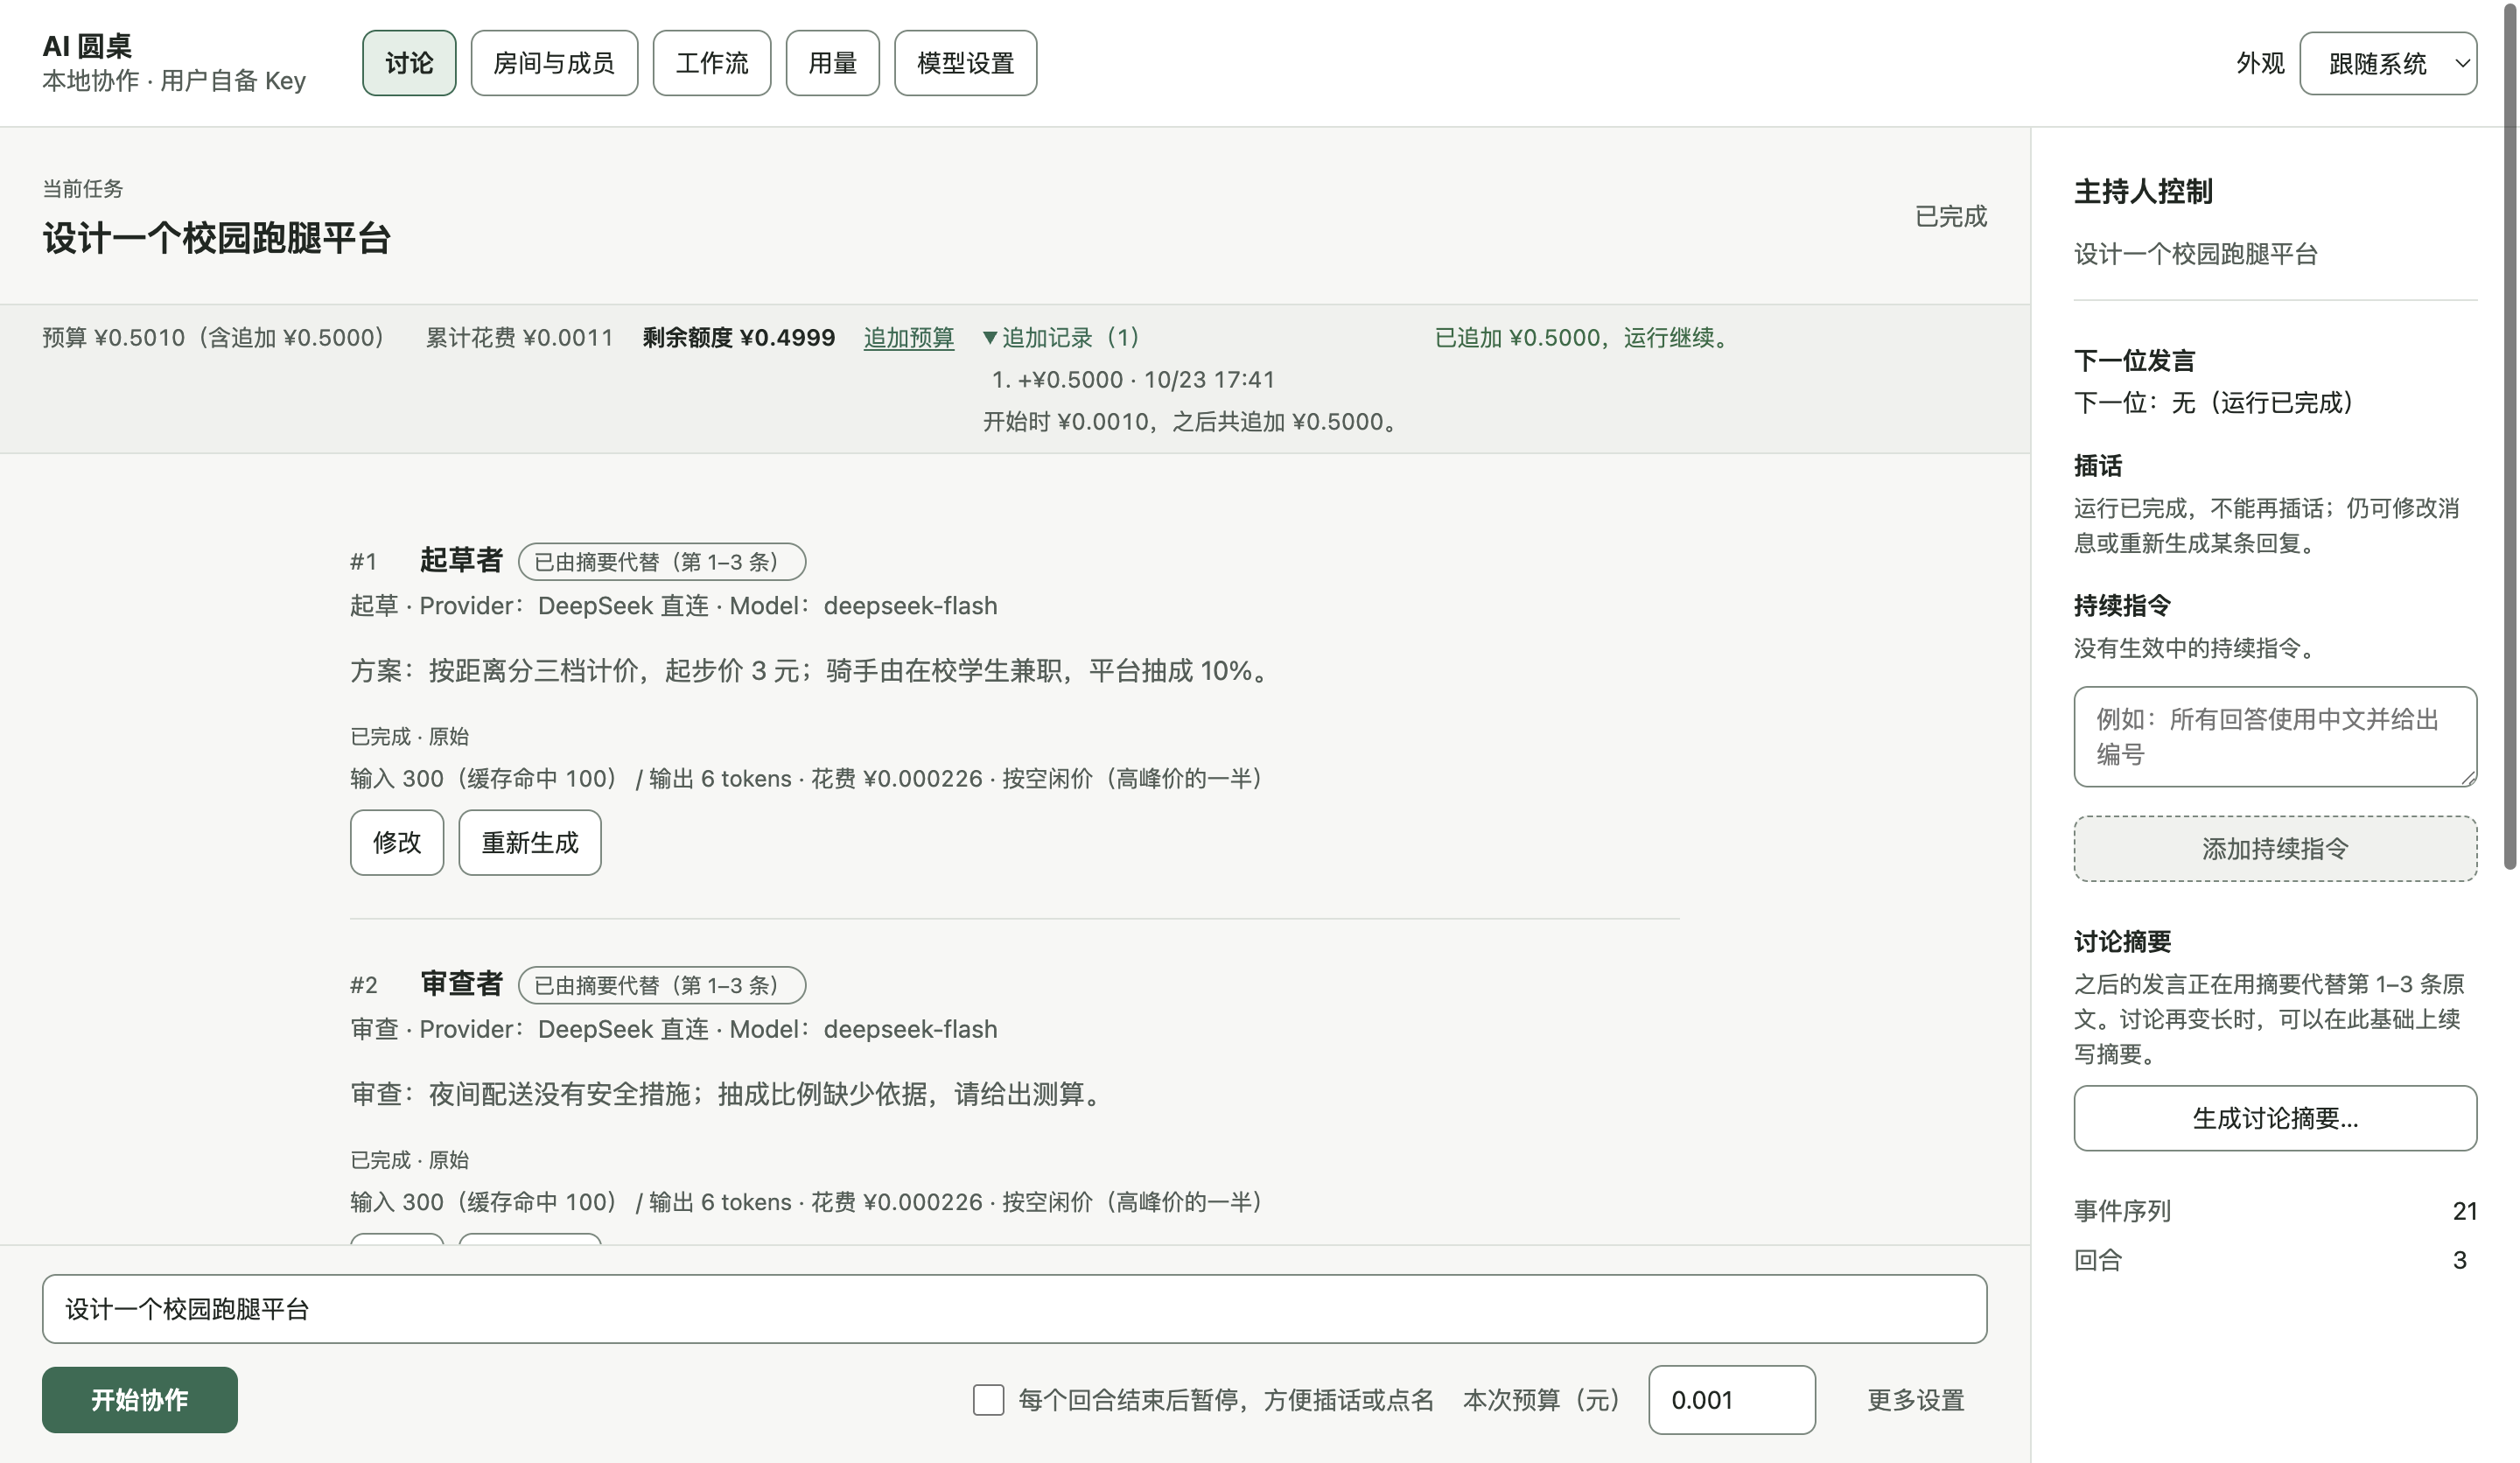 AI 圆桌
本地协作 · 用户自备 Key
讨论
房间与成员
工作流
用量
模型设置
外观
跟随系统
当前任务
设计一个校园跑腿平台
已完成
预算 ¥0.5010（含追加 ¥0.5000）
累计花费 ¥0.0011
剩余额度 ¥0.4999
追加预算
▼追加记录（1）
1. +¥0.5000 · 10/23 17:41
开始时 ¥0.0010，之后共追加 ¥0.5000。
已追加 ¥0.5000，运行继续。
#1 起草者 已由摘要代替（第 1–3 条）
起草 · Provider： DeepSeek 直连 · Model： deepseek-flash
方案：按距离分三档计价，起步价 3 元；骑手由在校学生兼职，平台抽成 10%。
已完成 · 原始
输入 300（缓存命中 100） / 输出 6 tokens · 花费 ¥0.000226 · 按空闲价（高峰价的一半）
修改
重新生成
#2 审查者 已由摘要代替（第 1–3 条）
审查 · Provider： DeepSeek 直连 · Model： deepseek-flash
审查：夜间配送没有安全措施；抽成比例缺少依据，请给出测算。
已完成 · 原始
输入 300（缓存命中 100） / 输出 6 tokens · 花费 ¥0.000226 · 按空闲价（高峰价的一半）
设计一个校园跑腿平台
开始协作
每个回合结束后暂停，方便插话或点名
本次预算（元）
0.001
更多设置
主持人控制
设计一个校园跑腿平台
下一位发言
下一位：无（运行已完成）
插话
运行已完成，不能再插话；仍可修改消
息或重新生成某条回复。
持续指令
没有生效中的持续指令。
例如：所有回答使用中文并给出
编号
添加持续指令
讨论摘要
之后的发言正在用摘要代替第 1–3 条原
文。讨论再变长时，可以在此基础上续
写摘要。
生成讨论摘要...
事件序列 21
回合 3